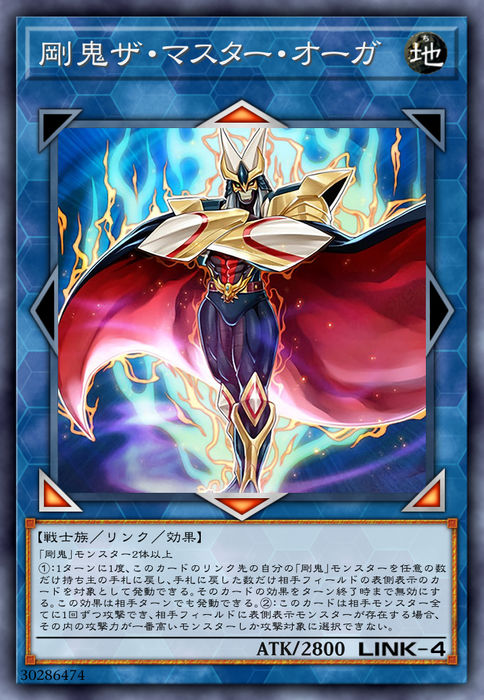 剛鬼ザ・マスター・オーガ
ち
地
【戦士族／リンク／効果】
「剛鬼」モンスター2体以上
①:1ターンに1度、このカードのリンク先の自分の「剛鬼」モンスターを任意の数
だけ持ち主の手札に戻し、手札に戻した数だけ相手フィールドの表側表示のカ
ードを対象として発動できる。そのカードの効果をターン終了時まで無効にす
る。この効果は相手ターンでも発動できる。②:このカードは相手モンスター全
てに1回ずつ攻撃でき、相手フィールドに表側表示モンスターが存在する場合、
その内の攻撃力が一番高いモンスターしか攻撃対象に選択できない。
ATK/2800 LINK-4
30286474